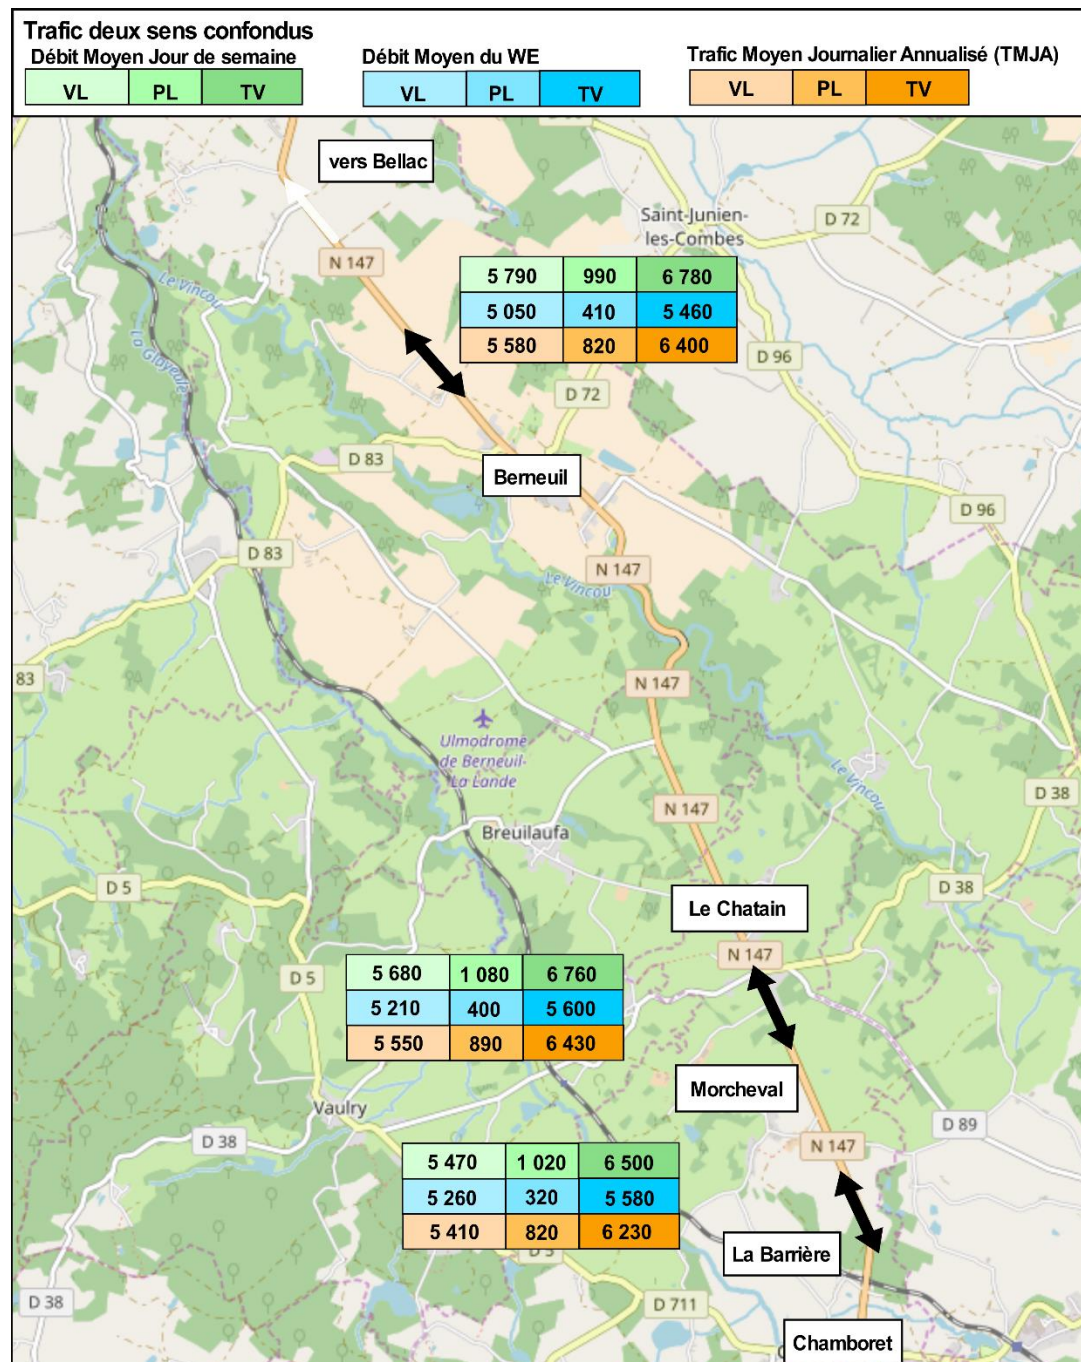 Trafic deux sens confondus
Débit Moyen Jour de semaine
VL PL TV
Débit Moyen du WE
VL PL TV
Trafic Moyen Journalier Annualisé (TMJA)
VL PL TV
vers Bellac
Saint-Junien-
les-Combes
D 72
N 147
Le Vincou
La Glayeule
5 790 990 6 780
5 050 410 5 460
5 580 820 6 400
D 96
D 72
D 83
Berneuil
D 96
D 83
N 147
Le Vincou
83
N 147
Ulmodrome
de Berneuil-
La Lande
Le Vincou
D 38
N 147
Breuilaufa
D 5
D 38
Le Chatain
N 147
D 5
5 680 1 080 6 760
5 210 400 5 600
5 550 890 6 430
Morcheval
Vaulry
D 38
D 89
N 147
5 470 1 020 6 500
5 260 320 5 580
5 410 820 6 230
D 5
La Barrière
D 38
D 711
Chamboret